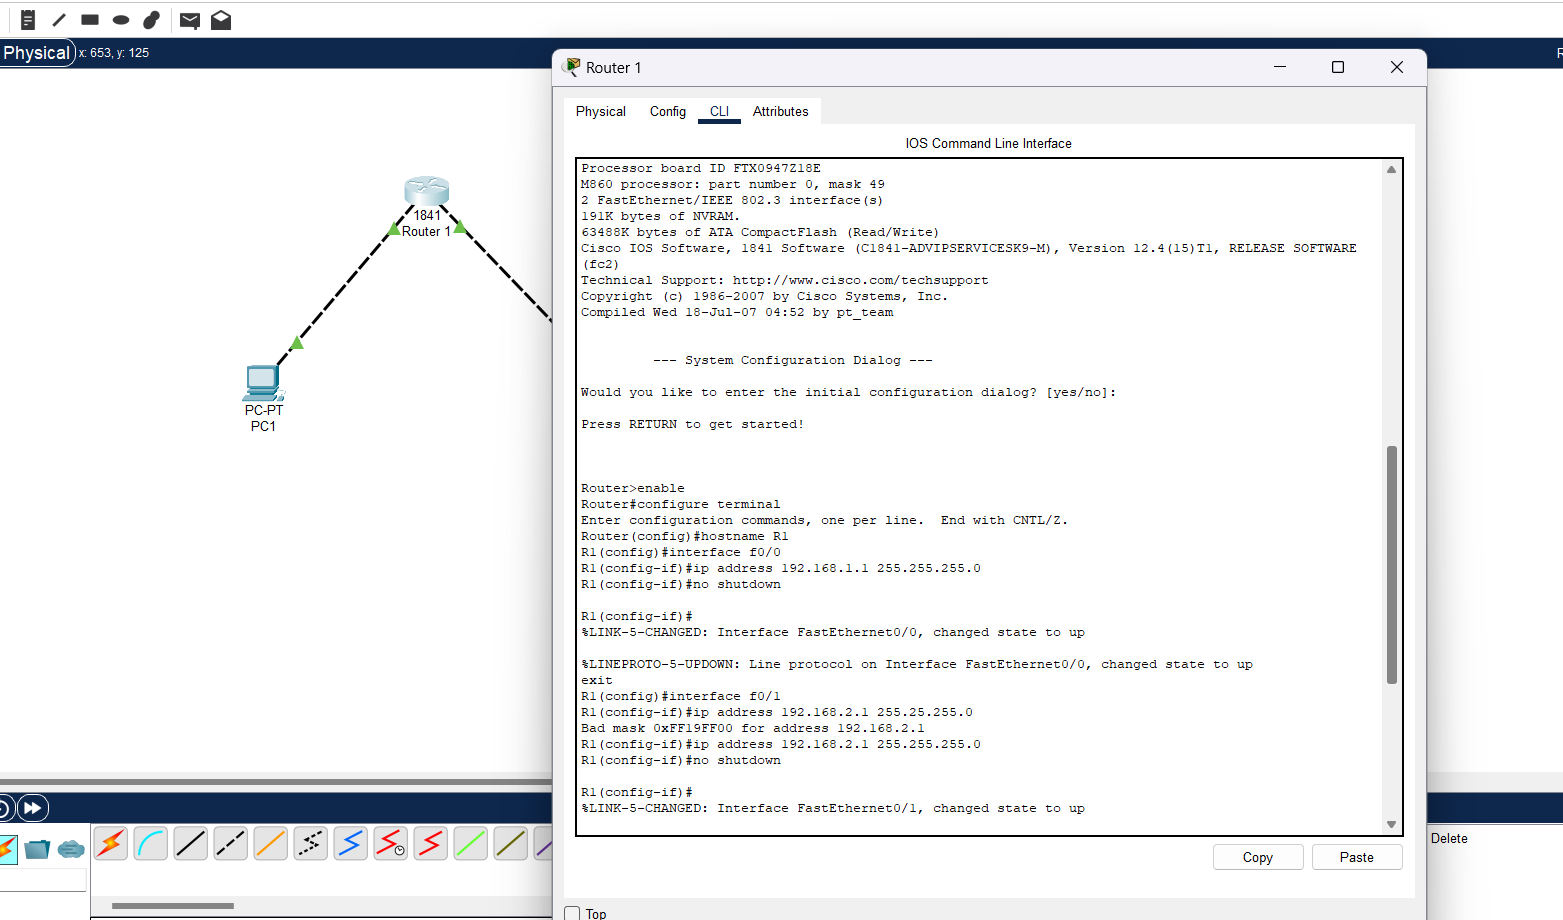 Physical x: 653, y: 125
Router 1
Physical Config CLI Attributes
IOS Command Line Interface
Processor board ID FTX0947Z18E
M860 processor: part number 0, mask 49
2 FastEthernet/IEEE 802.3 interface(s)
191K bytes of NVRAM.
63488K bytes of ATA CompactFlash (Read/Write)
Cisco IOS Software, 1841 Software (C1841-ADVIPSERVICESK9-M), Version 12.4(15)T1, RELEASE SOFTWARE
(fc2)
Technical Support: http://www.cisco.com/techsupport
Copyright (c) 1986-2007 by Cisco Systems, Inc.
Compiled Wed 18-Jul-07 04:52 by pt_team
--- System Configuration Dialog ---
Would you like to enter the initial configuration dialog? [yes/no]:
Press RETURN to get started!
Router>enable
Router#configure terminal
Enter configuration commands, one per line.  End with CNTL/Z.
Router(config)#hostname R1
R1(config)#interface f0/0
R1(config-if)#ip address 192.168.1.1 255.255.255.0
R1(config-if)#no shutdown
R1(config-if)#
%LINK-5-CHANGED: Interface FastEthernet0/0, changed state to up
%LINEPROTO-5-UPDOWN: Line protocol on Interface FastEthernet0/0, changed state to up
exit
R1(config)#interface f0/1
R1(config-if)#ip address 192.168.2.1 255.25.255.0
Bad mask 0xFF19FF00 for address 192.168.2.1
R1(config-if)#ip address 192.168.2.1 255.255.255.0
R1(config-if)#no shutdown
R1(config-if)#
%LINK-5-CHANGED: Interface FastEthernet0/1, changed state to up
Copy Paste
Top
1841
Router 1
PC-PT
PC1
Delete